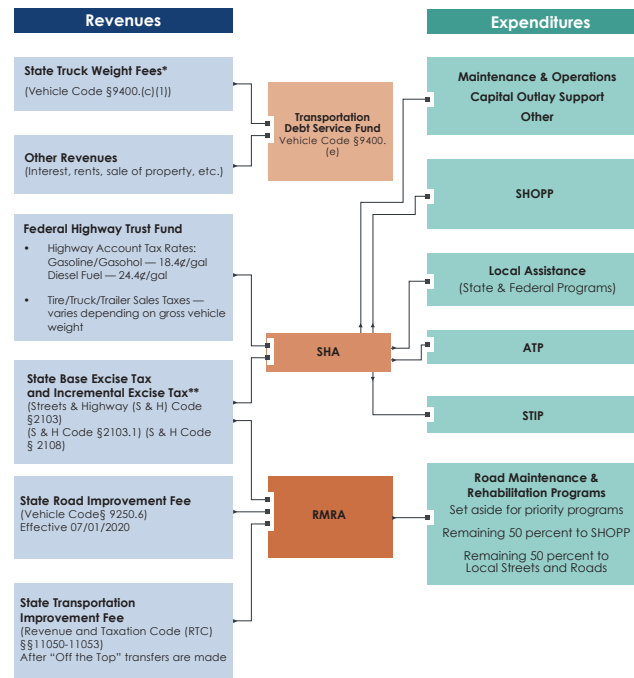 Revenues
State Truck Weight Fees*
(Vehicle Code §9400.(c)(1))
Other Revenues
(Interest, rents, sale of property, etc.)
Federal Highway Trust Fund
• Highway Account Tax Rates:
Gasoline/Gasohol — 18.4¢/gal
Diesel Fuel — 24.4¢/gal
• Tire/Truck/Trailer Sales Taxes —
varies depending on gross vehicle
weight
State Base Excise Tax
and Incremental Excise Tax**
(Streets & Highway (S & H) Code
§2103)
(S & H Code §2103.1) (S & H Code
§ 2108)
State Road Improvement Fee
(Vehicle Code§ 9250.6)
Effective 07/01/2020
State Transportation
Improvement Fee
(Revenue and Taxation Code (RTC)
§§11050-11053)
After “Off the Top” transfers are made
Transportation
Debt Service Fund
Vehicle Code §9400.
(e)
SHA
RMRA
Expenditures
Maintenance & Operations
Capital Outlay Support
Other
SHOPP
Local Assistance
(State & Federal Programs)
ATP
STIP
Road Maintenance &
Rehabilitation Programs
Set aside for priority programs
Remaining 50 percent to SHOPP
Remaining 50 percent to
Local Streets and Roads